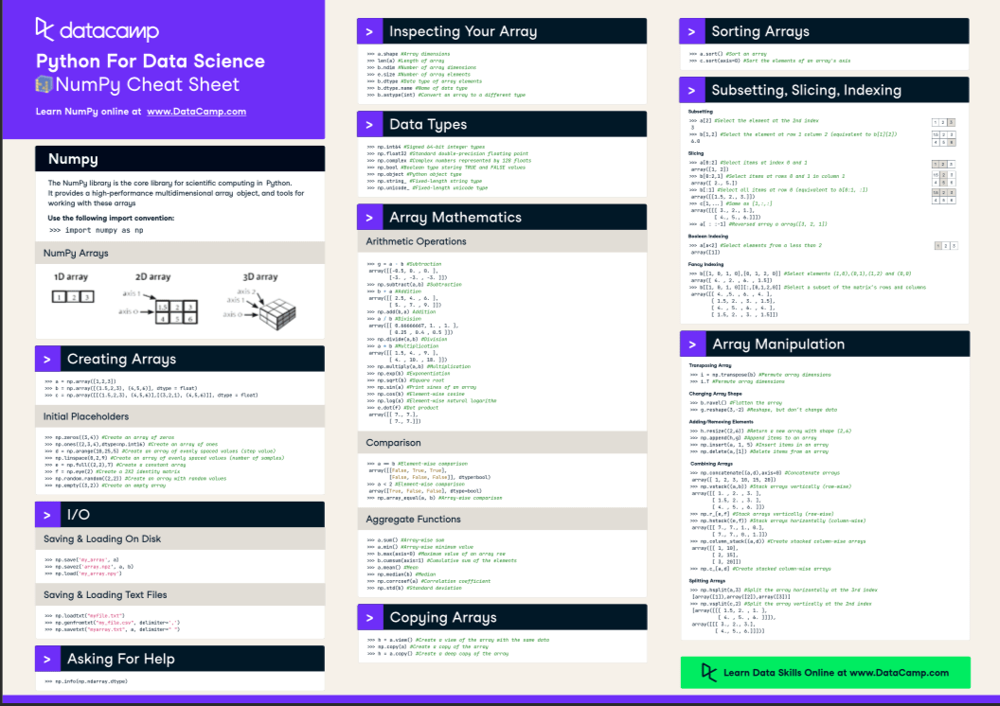 datacamp
Python For Data Science
NumPy Cheat Sheet
Learn NumPy online at www.DataCamp.com
Numpy
The NumPy library is the core library for scientific computing in Python.
It provides a high-performance multidimensional array object, and tools for
working with these arrays
Use the following import convention:
>>> import numpy as np
NumPy Arrays
1D array
2D array
3D array
1 2 3
axis 1
axis 0
1.5 2 3
4 5 6
axis 2
axis 1
axis 0
> Creating Arrays
>>> a = np.array([1,2,3])
>>> b = np.array([(1.5,2,3), (4,5,6)], dtype = float)
>>> c = np.array([[(1.5,2,3), (4,5,6)],[(3,2,1), (4,5,6)]], dtype = float)
Initial Placeholders
>>> np.zeros((3,4)) #Create an array of zeros
>>> np.ones((2,3,4),dtype=np.int16) #Create an array of ones
>>> d = np.arange(10,25,5) #Create an array of evenly spaced values (step value)
>>> np.linspace(0,2,9) #Create an array of evenly spaced values (number of samples)
>>> e = np.full((2,2),7) #Create a constant array
>>> f = np.eye(2) #Create a 2X2 identity matrix
>>> np.random.random((2,2)) #Create an array with random values
>>> np.empty((3,2)) #Create an empty array
> I/O
Saving & Loading On Disk
>>> np.save('my_array', a)
>>> np.savez('array.npz', a, b)
>>> np.load('my_array.npy')
Saving & Loading Text Files
>>> np.loadtxt("myfile.txt")
>>> np.genfromtxt("my_file.csv", delimiter=',')
>>> np.savetxt("myarray.txt", a, delimiter=" ")
> Asking For Help
>>> np.info(np.ndarray.dtype)
> Inspecting Your Array
>>> a.shape #Array dimensions
>>> len(a) #Length of array
>>> b.ndim #Number of array dimensions
>>> e.size #Number of array elements
>>> b.dtype #Data type of array elements
>>> b.dtype.name #Name of data type
>>> b.astype(int) #Convert an array to a different type
> Data Types
>>> np.int64 #Signed 64-bit integer types
>>> np.float32 #Standard double-precision floating point
>>> np.complex #Complex numbers represented by 128 floats
>>> np.bool #Boolean type storing TRUE and FALSE values
>>> np.object #Python object type
>>> np.string_ #Fixed-length string type
>>> np.unicode_ #Fixed-length unicode type
> Array Mathematics
Arithmetic Operations
>>> g = a - b #Subtraction
array([[-0.5, 0. , 0. ],
[-3. , -3. , -3. ]])
>>> np.subtract(a,b) #Subtraction
>>> b + a #Addition
array([[ 2.5, 4. , 6. ],
[ 5. , 7. , 9. ]])
>>> np.add(b,a) Addition
>>> a / b #Division
array([[ 0.66666667, 1. , 1. ],
[ 0.25 , 0.4 , 0.5 ]])
>>> np.divide(a,b) #Division
>>> a * b #Multiplication
array([[ 1.5, 4. , 9. ],
[ 4. , 10. , 18. ]])
>>> np.multiply(a,b) #Multiplication
>>> np.exp(b) #Exponentiation
>>> np.sqrt(b) #Square root
>>> np.sin(a) #Print sines of an array
>>> np.cos(b) #Element-wise cosine
>>> np.log(a) #Element-wise natural logarithm
>>> e.dot(f) #Dot product
array([[ 7., 7.],
[ 7., 7.]])
Comparison
>>> a == b #Element-wise comparison
array([[False, True, True],
[False, False, False]], dtype=bool)
>>> a < 2 #Element-wise comparison
array([True, False, False], dtype=bool)
>>> np.array_equal(a, b) #Array-wise comparison
Aggregate Functions
>>> a.sum() #Array-wise sum
>>> a.min() #Array-wise minimum value
>>> b.max(axis=0) #Maximum value of an array row
>>> b.cumsum(axis=1) #Cumulative sum of the elements
>>> a.mean() #Mean
>>> np.median(b) #Median
>>> np.corrcoef(a) #Correlation coefficient
>>> np.std(b) #Standard deviation
> Copying Arrays
>>> h = a.view() #Create a view of the array with the same data
>>> np.copy(a) #Create a copy of the array
>>> h = a.copy() #Create a deep copy of the array
> Sorting Arrays
>>> a.sort() #Sort an array
>>> c.sort(axis=0) #Sort the elements of an array's axis
> Subsetting, Slicing, Indexing
Subsetting
>>> a[2] #Select the element at the 2nd index
3
1 2 3
>>> b[1,2] #Select the element at row 1 column 2 (equivalent to b[1][2])
6.0
1.5 2 3
4 5 6
Slicing
>>> a[0:2] #Select items at index 0 and 1
array([1, 2])
1 2 3
>>> b[0:2,1] #Select items at rows 0 and 1 in column 1
array([ 2., 5.])
1.5 2 3
4 5 6
>>> b[:1] #Select all items at row 0 (equivalent to b[0:1, :])
array([[1.5, 2., 3.]])
1.5 2 3
4 5 6
>>> c[1,...] #Same as [1,:,:]
array([[[ 3., 2., 1.],
[ 4., 5., 6.]]])
>>> a[ : :-1] #Reversed array a array([3, 2, 1])
Boolean Indexing
>>> a[a<2] #Select elements from a less than 2
array([1])
1 2 3
Fancy Indexing
>>> b[[1, 0, 1, 0],[0, 1, 2, 0]] #Select elements (1,0),(0,1),(1,2) and (0,0)
array([ 4. , 2. , 6. , 1.5])
>>> b[[1, 0, 1, 0]][:,[0,1,2,0]] #Select a subset of the matrix's rows and columns
array([[ 4. ,5. , 6. , 4. ],
[ 1.5, 2. , 3. , 1.5],
[ 4. , 5. , 6. , 4. ],
[ 1.5, 2. , 3. , 1.5]])
> Array Manipulation
Transposing Array
>>> i = np.transpose(b) #Permute array dimensions
>>> i.T #Permute array dimensions
Changing Array Shape
>>> b.ravel() #Flatten the array
>>> g.reshape(3,-2) #Reshape, but don't change data
Adding/Removing Elements
>>> h.resize((2,6)) #Return a new array with shape (2,6)
>>> np.append(h,g) #Append items to an array
>>> np.insert(a, 1, 5) #Insert items in an array
>>> np.delete(a,[1]) #Delete items from an array
Combining Arrays
>>> np.concatenate((a,d),axis=0) #Concatenate arrays
array([ 1, 2, 3, 10, 15, 20])
>>> np.vstack((a,b)) #Stack arrays vertically (row-wise)
array([[ 1. , 2. , 3. ],
[ 1.5, 2. , 3. ],
[ 4. , 5. , 6. ]])
>>> np.r_[e,f] #Stack arrays vertically (row-wise)
>>> np.hstack((e,f)) #Stack arrays horizontally (column-wise)
array([[ 7., 7., 1., 0.],
[ 7., 7., 0., 1.]])
>>> np.column_stack((a,d)) #Create stacked column-wise arrays
array([[ 1, 10],
[ 2, 15],
[ 3, 20]])
>>> np.c_[a,d] #Create stacked column-wise arrays
Splitting Arrays
>>> np.hsplit(a,3) #Split the array horizontally at the 3rd index
[array([1]),array([2]),array([3])]
>>> np.vsplit(c,2) #Split the array vertically at the 2nd index
[array([[[ 1.5, 2. , 1. ],
[ 4. , 5. , 6. ]]]),
array([[[ 3., 2., 3.],
[ 4., 5., 6.]]])]
Learn Data Skills Online at www.DataCamp.com